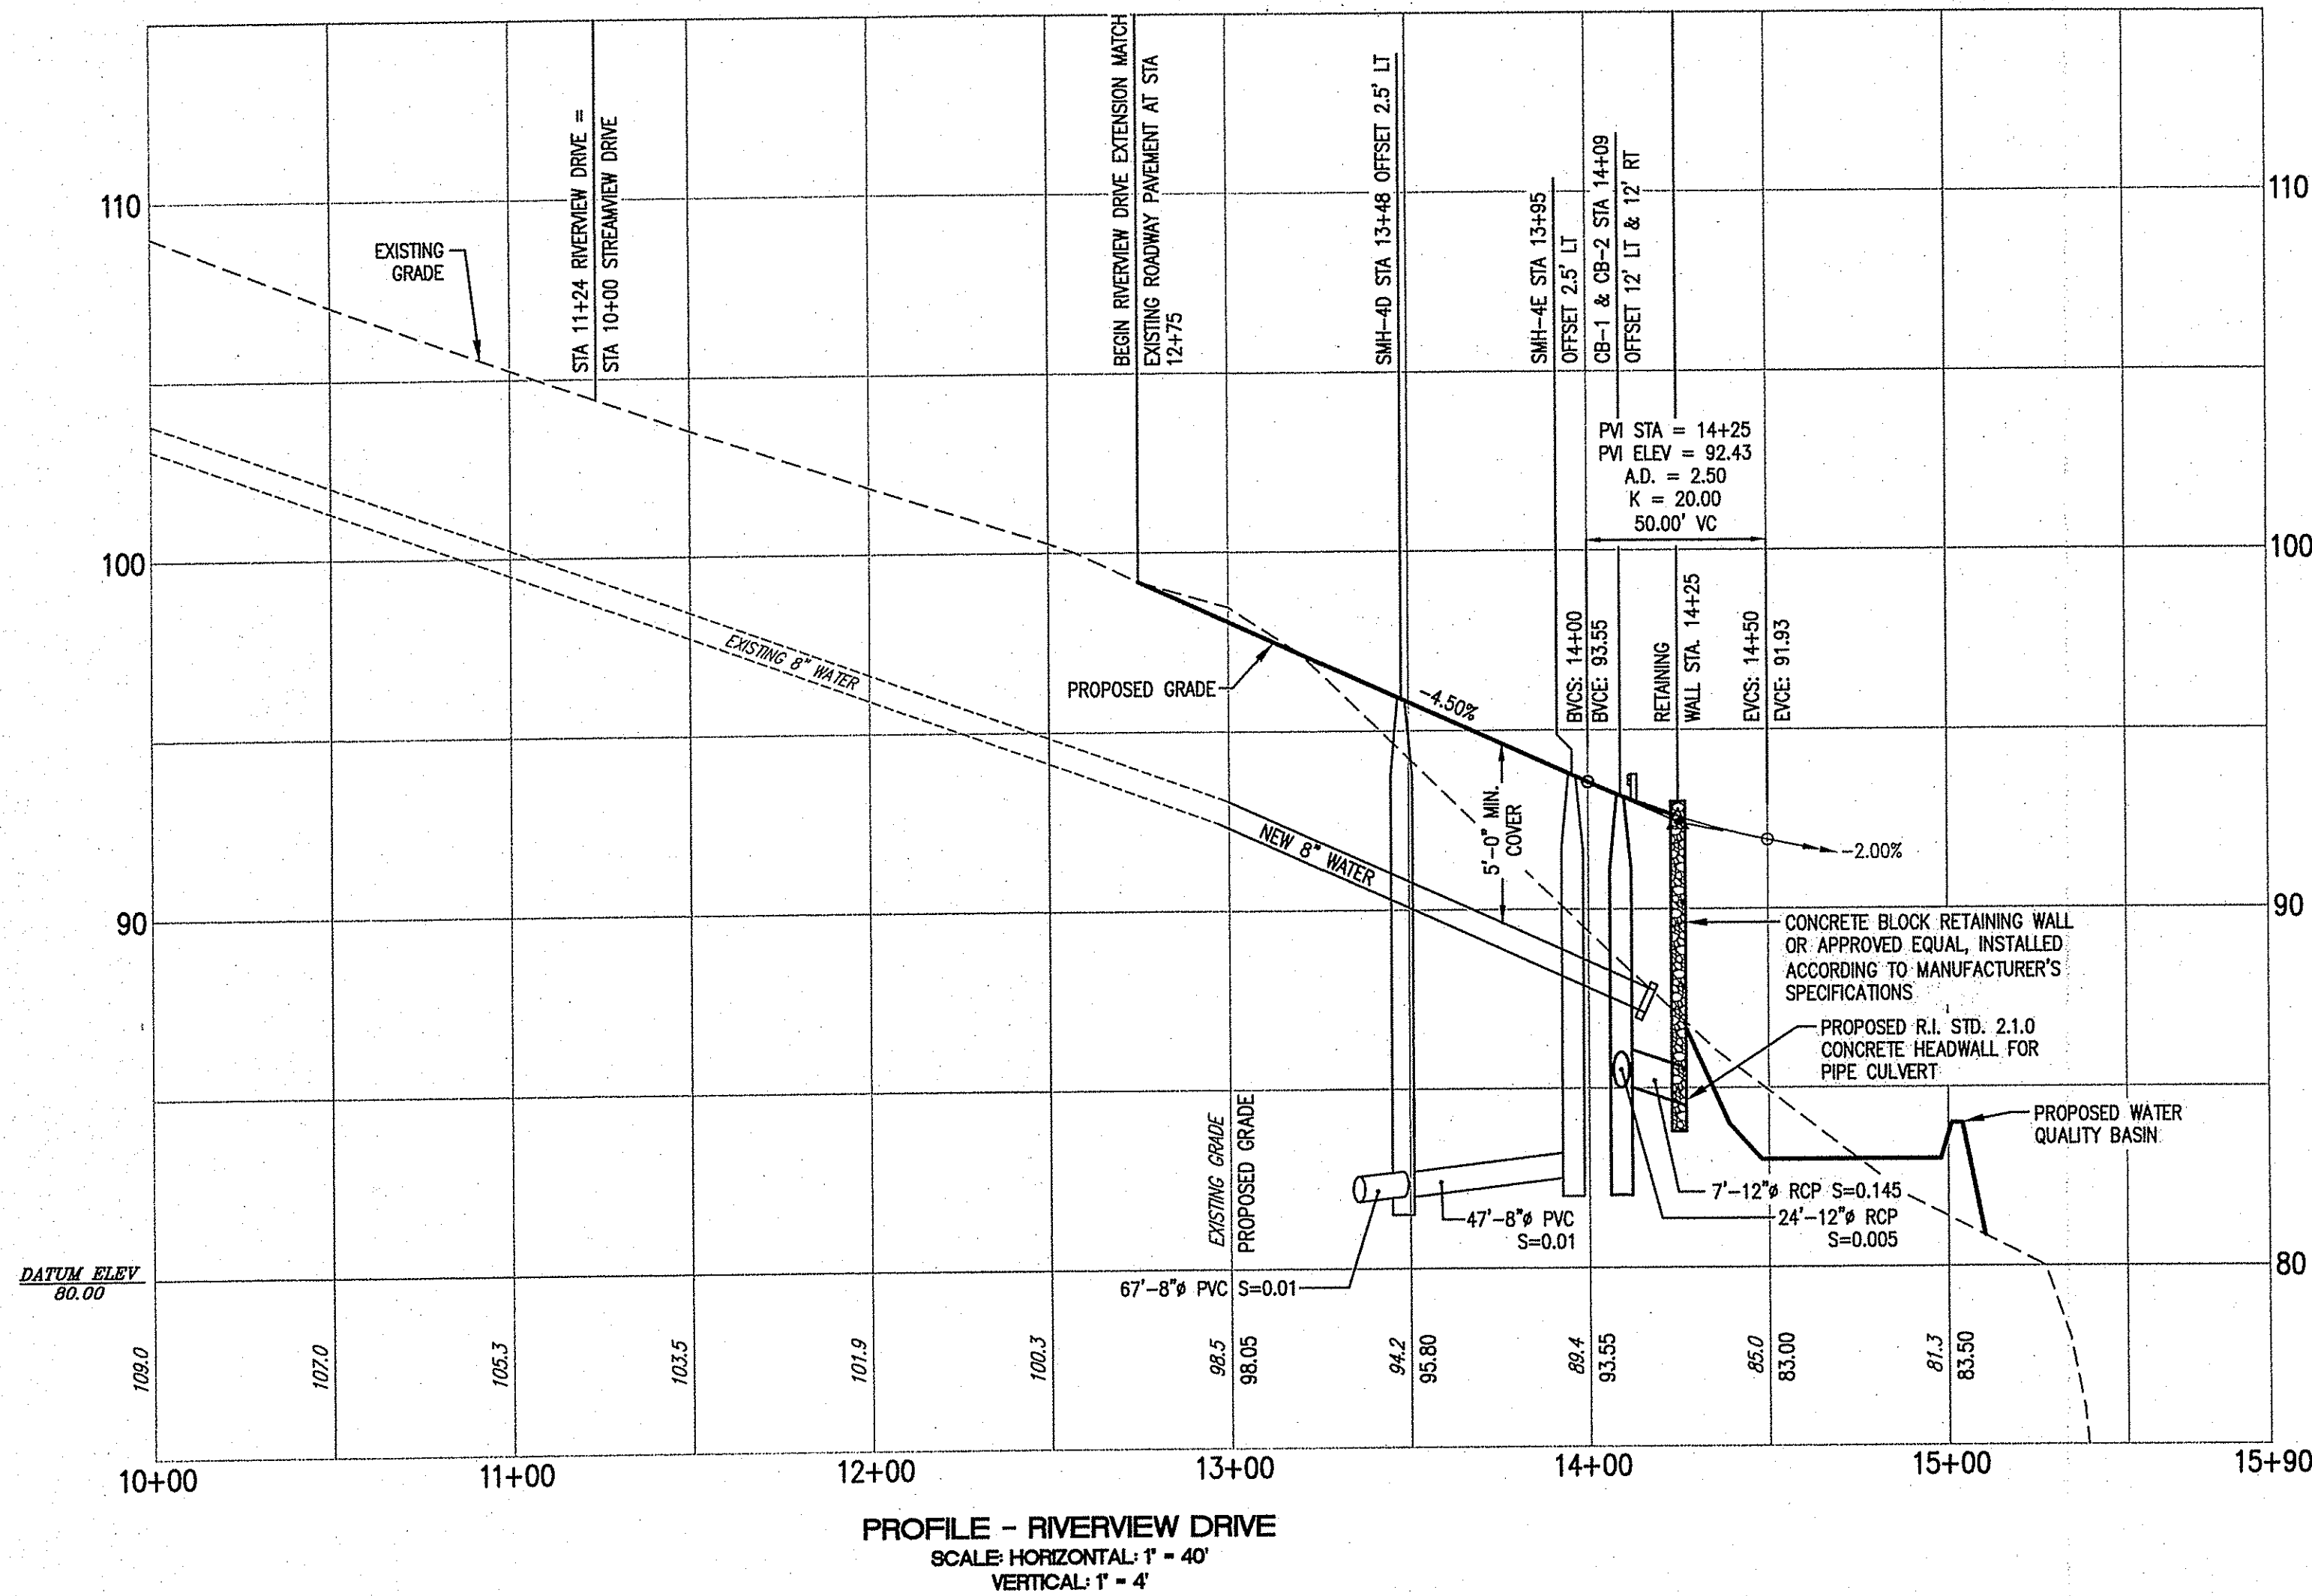 STA 11+24 RIVERVIEW DRIVE =
STA 10+00 STREAMVIEW DRIVE
BEGIN RIVERVIEW DRIVE EXTENSION MATCH
EXISTING ROADWAY PAVEMENT AT STA
12+75
SMH-4D STA 13+48 OFFSET 2.5' LT
SMH-4E STA 13+95
OFFSET 2.5' LT
CB-1 & CB-2 STA 14+09
OFFSET 12' LT & 12' RT
110
110
EXISTING
GRADE
PVI STA = 14+25
PVI ELEV = 92.43
A.D. = 2.50
K = 20.00
50.00' VC
100
100
EXISTING 8" WATER
PROPOSED GRADE
-4.50%
BVCS: 14+00
BVCE: 93.55
RETAINING
WALL STA. 14+25
EVCS: 14+50
EVCE: 91.93
5'-0" MIN.
COVER
NEW 8" WATER
-2.00%
90
90
CONCRETE BLOCK RETAINING WALL
OR APPROVED EQUAL, INSTALLED
ACCORDING TO MANUFACTURER'S
SPECIFICATIONS
PROPOSED R.I. STD. 2.1.0
CONCRETE HEADWALL FOR
PIPE CULVERT
PROPOSED WATER
QUALITY BASIN
EXISTING GRADE
PROPOSED GRADE
7'-12"ø RCP S=0.145
47'-8"ø PVC
S=0.01
24'-12"ø RCP
S=0.005
67'-8"ø PVC S=0.01
DATUM ELEV
80.00
80
109.0
107.0
105.3
103.5
101.9
100.3
98.5
98.05
94.2
95.80
89.4
93.55
85.0
83.00
81.3
83.50
10+00
11+00
12+00
13+00
14+00
15+00
15+90
PROFILE - RIVERVIEW DRIVE
SCALE: HORIZONTAL: 1" = 40'
VERTICAL: 1" = 4'